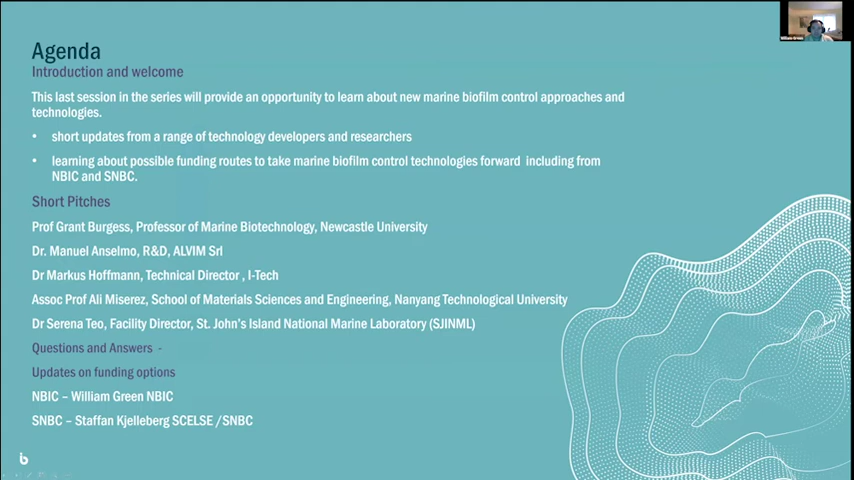 Agenda
Introduction and welcome
This last session in the series will provide an opportunity to learn about new marine biofilm control approaches and
technologies.
• short updates from a range of technology developers and researchers
• learning about possible funding routes to take marine biofilm control technologies forward including from
NBIC and SNBC.
Short Pitches
Prof Grant Burgess, Professor of Marine Biotechnology, Newcastle University
Dr. Manuel Anselmo, R&D, ALVIM Srl
Dr Markus Hoffmann, Technical Director , I-Tech
Assoc Prof Ali Miserez, School of Materials Sciences and Engineering, Nanyang Technological University
Dr Serena Teo, Facility Director, St. John's Island National Marine Laboratory (SJINML)
Questions and Answers -
Updates on funding options
NBIC – William Green NBIC
SNBC – Staffan Kjelleberg SCELSE /SNBC
William Green
b